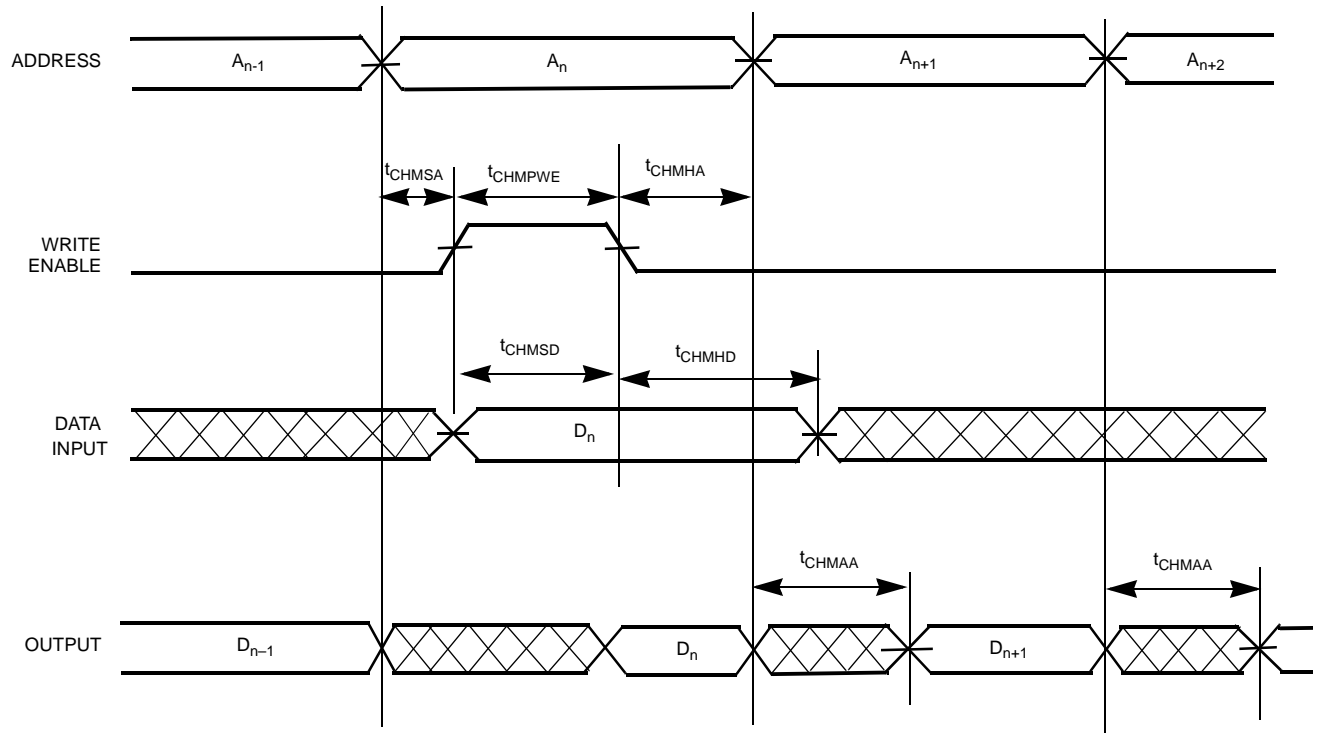 ADDRESS
An-1
An
An+1
An+2
tCHMSA
tCHMPWE
tCHMHA
WRITE
ENABLE
tCHMSD
tCHMHD
DATA
INPUT
Dn
tCHMAA
tCHMAA
OUTPUT
Dn–1
Dn
Dn+1